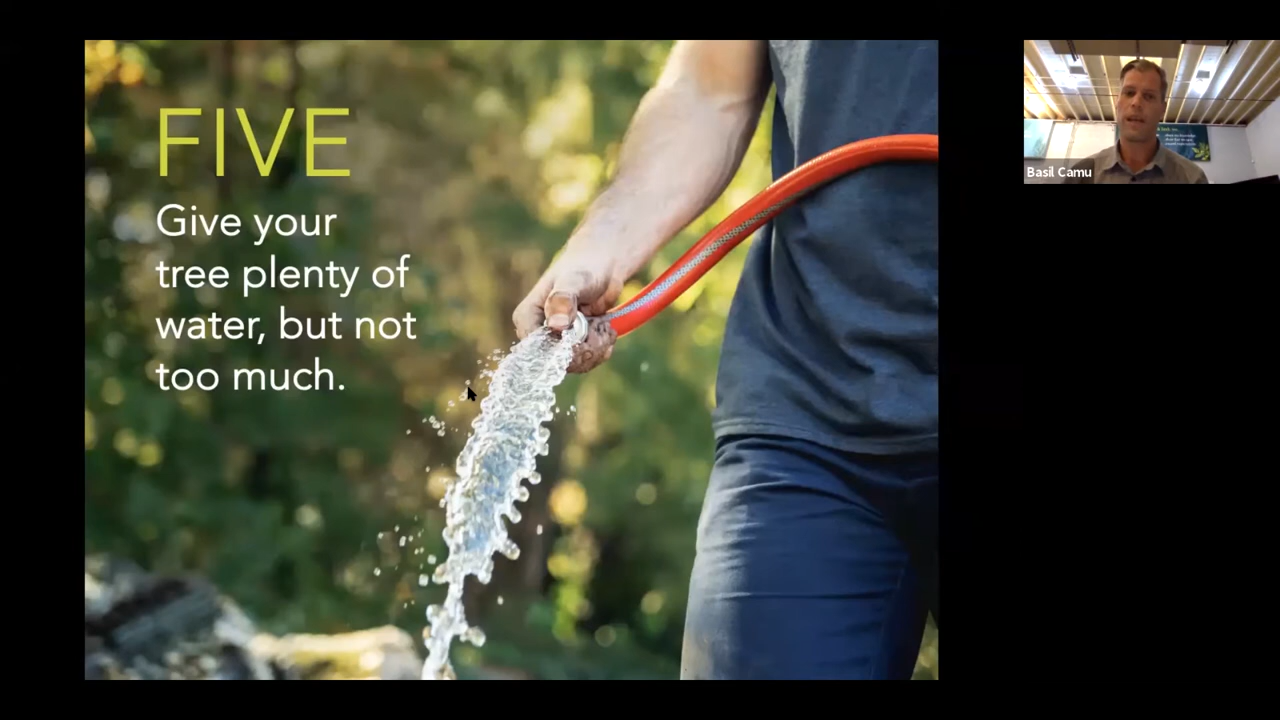 FIVE
Give your
tree plenty of
water, but not
too much.
Basil Camu